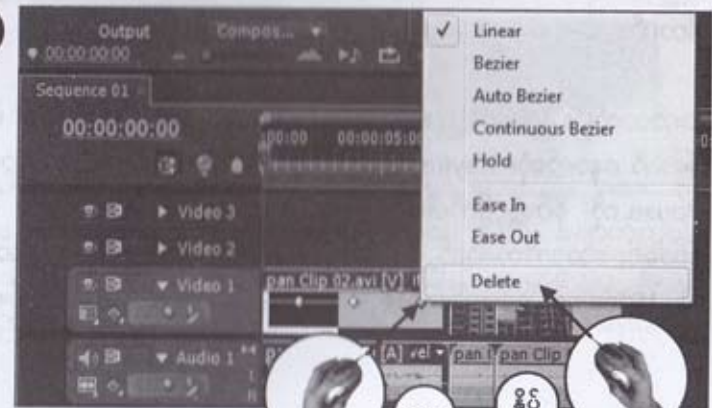 Output Compos...
00:00:00:00
Sequence 01
00:00:00:00
00:00 00:00:05:00
Video 3
Video 2
Video 1
pan Clip 02.avi [V]
Audio 1
[A] vel
pan Clip
Linear
Bezier
Auto Bezier
Continuous Bezier
Hold
Ease In
Ease Out
Delete